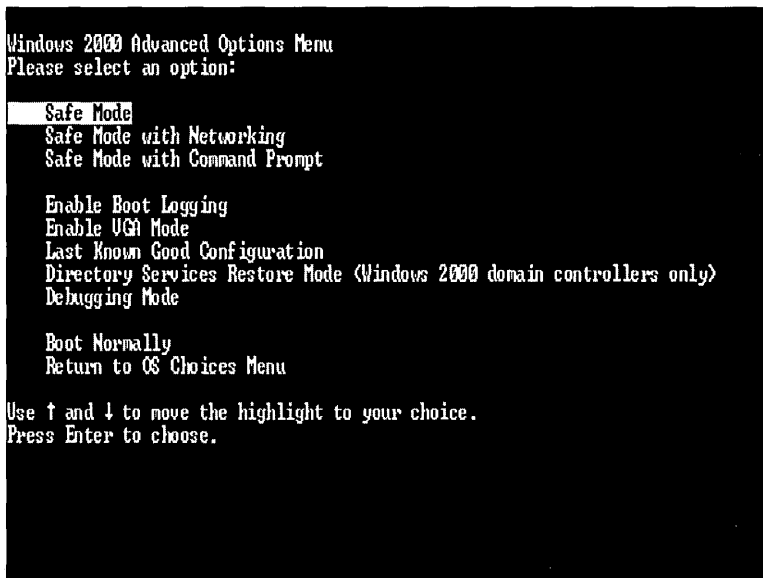 Windows 2000 Advanced Options Menu
Please select an option:
Safe Mode
Safe Mode with Networking
Safe Mode with Command Prompt
Enable Boot Logging
Enable VGA Mode
Last Known Good Configuration
Directory Services Restore Mode (Windows 2000 domain controllers only)
Debugging Mode
Boot Normally
Return to OS Choices Menu
Use ↑ and ↓ to move the highlight to your choice.
Press Enter to choose.